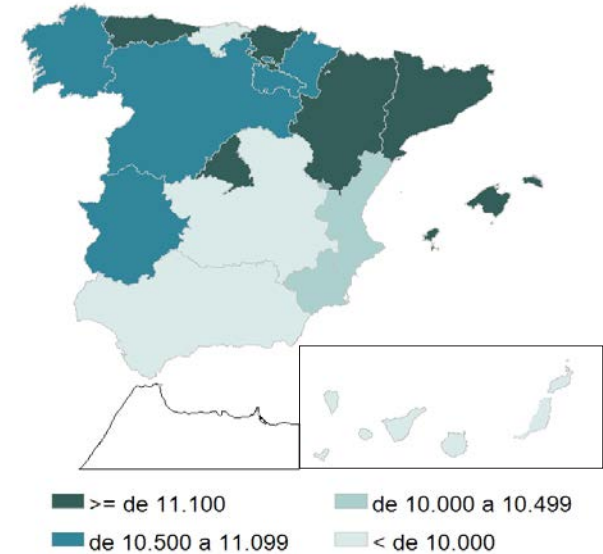 >= de 11.100
de 10.000 a 10.499
de 10.500 a 11.099
< de 10.000